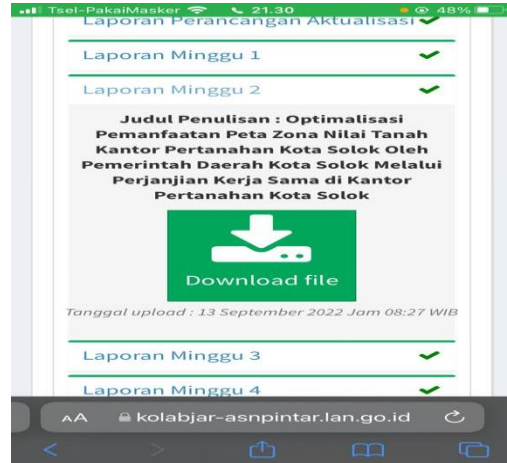 Tsel-PakaiMasker 21.30 48%
Laporan Perancangan Aktualisasi
Laporan Minggu 1
Laporan Minggu 2
Judul Penulisan : Optimalisasi
Pemanfaatan Peta Zona Nilai Tanah
Kantor Pertanahan Kota Solok Oleh
Pemerintah Daerah Kota Solok Melalui
Perjanjian Kerja Sama di Kantor
Pertanahan Kota Solok
Download file
Tanggal upload : 13 September 2022 Jam 08:27 WIB
Laporan Minggu 3
Laporan Minggu 4
AA kolabjar-asnpintar.lan.go.id